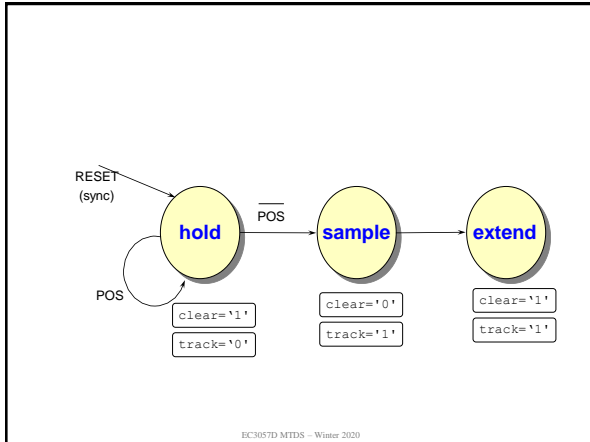 RESET
(sync)
POS
hold
POS
sample
extend
clear=‘1’
track=‘0’
clear='0'
track='1'
clear=‘1'
track=‘1'
EC3057D MTDS – Winter 2020